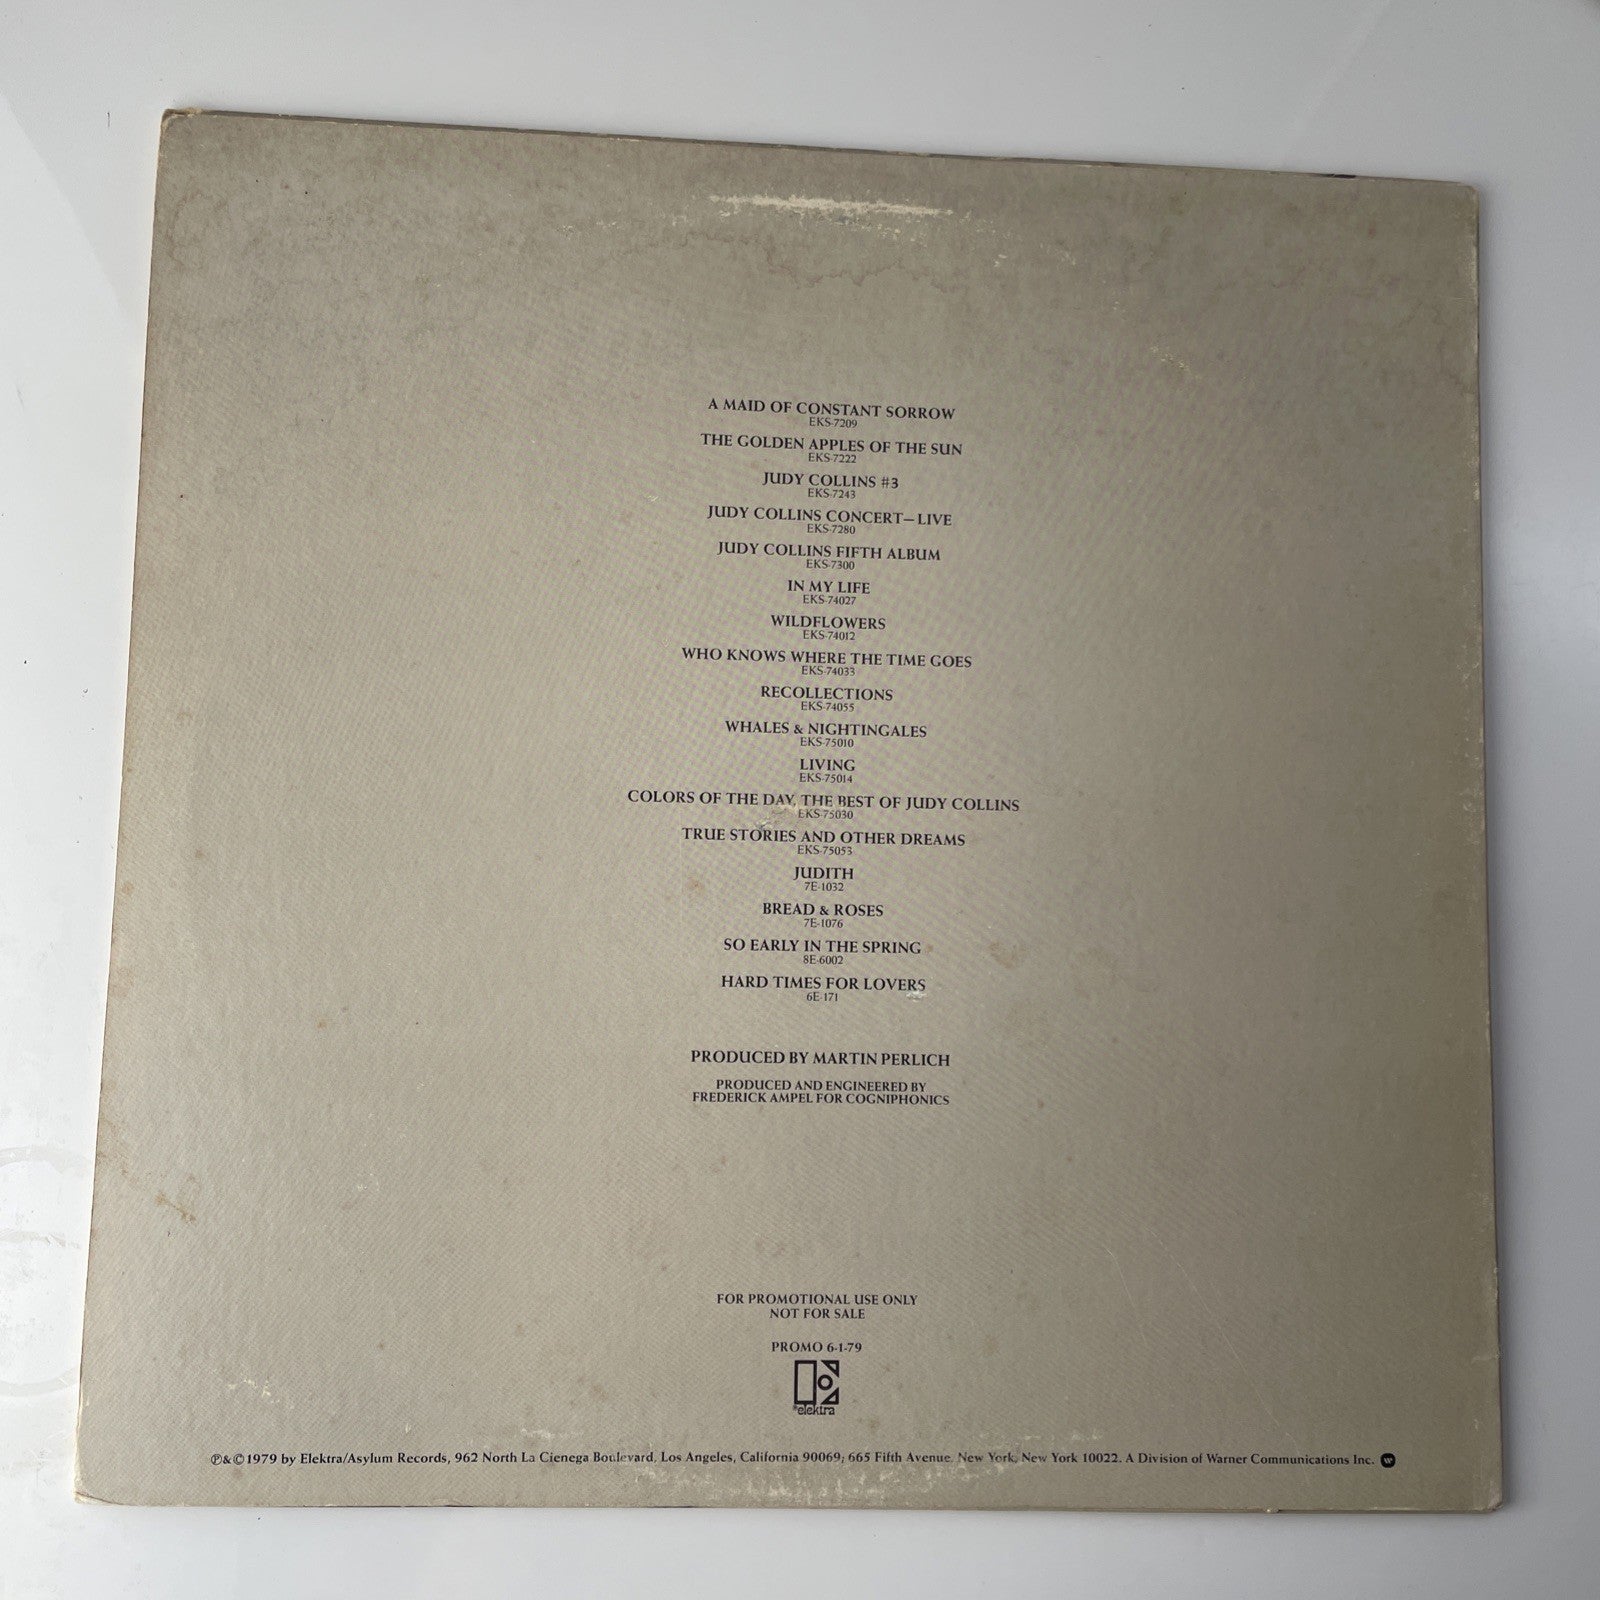 A MAID OF CONSTANT SORROW
EKS-7209
THE GOLDEN APPLES OF THE SUN
EKS-7222
JUDY COLLINS #3
EKS-7243
JUDY COLLINS CONCERT—LIVE
EKS-7280
JUDY COLLINS FIFTH ALBUM
EKS-7300
IN MY LIFE
EKS-74027
WILDFLOWERS
EKS-74012
WHO KNOWS WHERE THE TIME GOES
EKS-74033
RECOLLECTIONS
EKS-74055
WHALES & NIGHTINGALES
EKS-75010
LIVING
EKS-75014
COLORS OF THE DAY, THE BEST OF JUDY COLLINS
EKS-75030
TRUE STORIES AND OTHER DREAMS
EKS-75053
JUDITH
7E-1032
BREAD & ROSES
7E-1076
SO EARLY IN THE SPRING
8E-6002
HARD TIMES FOR LOVERS
6E-171
PRODUCED BY MARTIN PERLICH
PRODUCED AND ENGINEERED BY
FREDERICK AMPEL FOR COGNIPHONICS
FOR PROMOTIONAL USE ONLY
NOT FOR SALE
PROMO 6-1-79
®elektra
℗&©1979 by Elektra/Asylum Records, 962 North La Cienega Boulevard, Los Angeles, California 90069; 665 Fifth Avenue, New York, New York 10022. A Division of Warner Communications Inc.